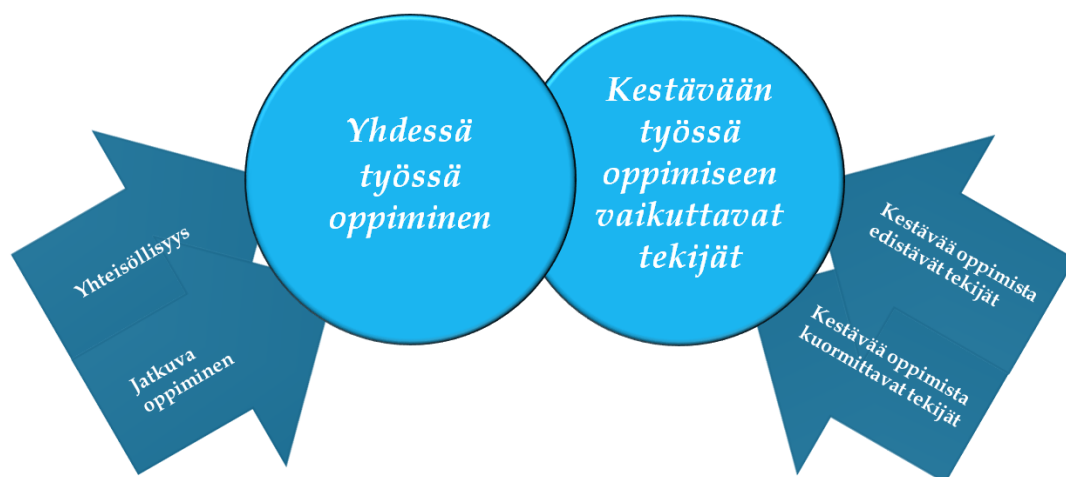 Yhdessä
työssä
oppiminen
Kestävään
työssä
oppimiseen
vaikuttavat
tekijät
Yhteisöllisyys
Jatkuva
oppiminen
Kestävää oppimista
edistävät tekijät
Kestävää oppimista
kuormittavat tekijät